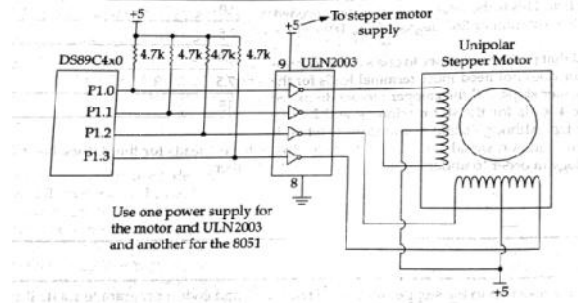 +5
+5
To stepper motor
supply
DS89C4x0
4.7k
4.7k
4.7k
4.7k
9
ULN2003
Unipolar
Stepper Motor
P1.0
P1.1
P1.2
P1.3
8
Use one power supply for
the motor and ULN2003
and another for the 8051
+5